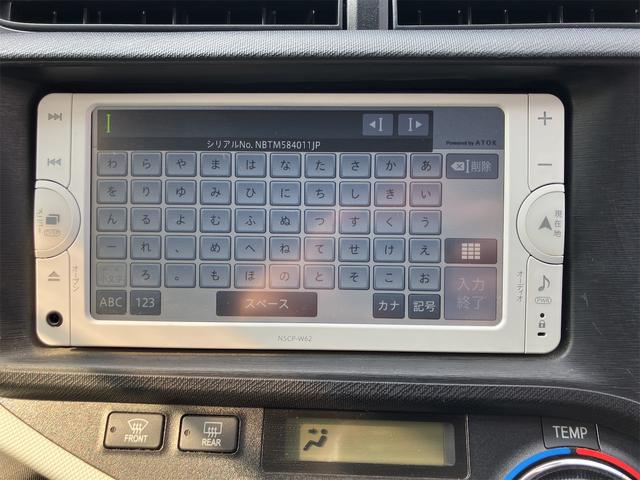 シリアルNo. NBTM584011JP
Powered by ATOK
わ ら や ま は な た さ か あ 削除
を り ゆ み ひ に ち し き い
ん る よ む ふ ぬ つ す く う
ー れ 、 め へ ね て せ け え
ろ 。 も ほ の と そ こ お 入力終了
ABC 123 スペース カナ 記号
メニュー
オープン
現在地
オーディオ
PWR
NSCP-W62
FRONT
REAR
TEMP